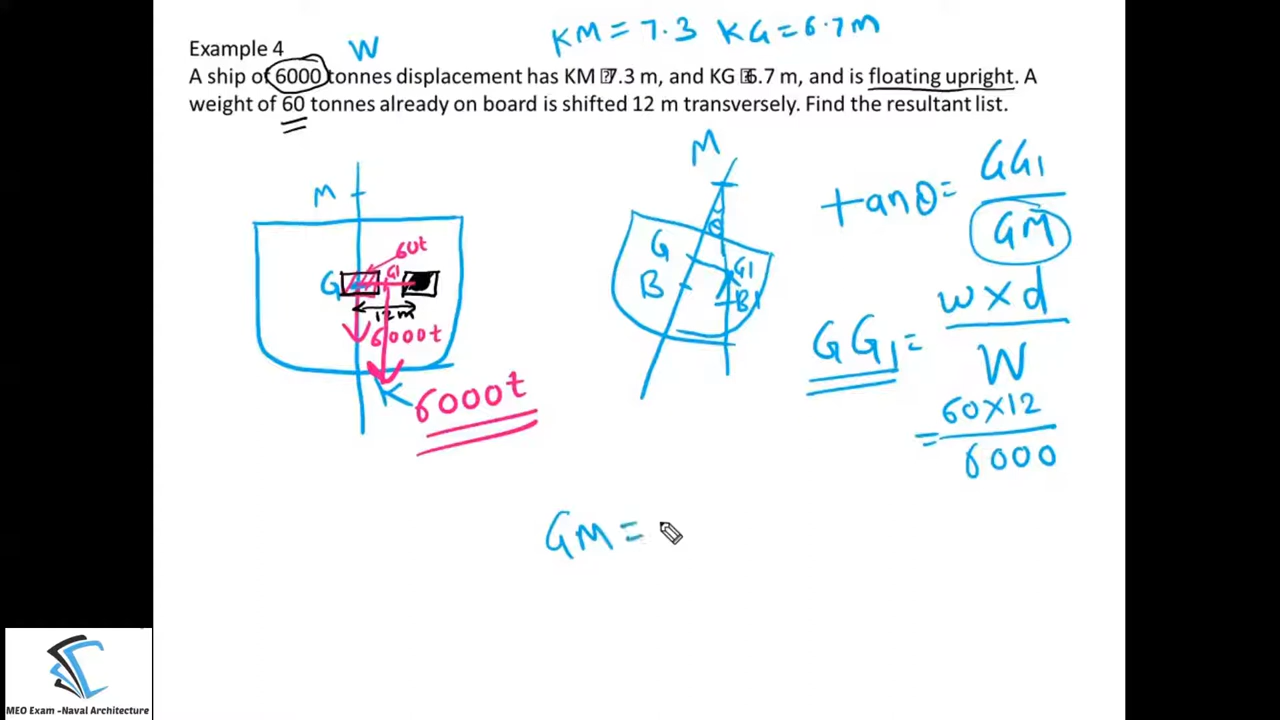 KM = 7.3 KG = 6.7m
Example 4
W
A ship of 6000 tonnes displacement has KM 7.3 m, and KG 6.7 m, and is floating upright. A
weight of 60 tonnes already on board is shifted 12 m transversely. Find the resultant list.
M
M
tanθ = GG1
GM
θ
60t
G
G1
12m
6000t
K
6000t
G
G1
B
B1
GG1 = w×d
W
= 60×12
6000
GM =
MEO Exam -Naval Architecture